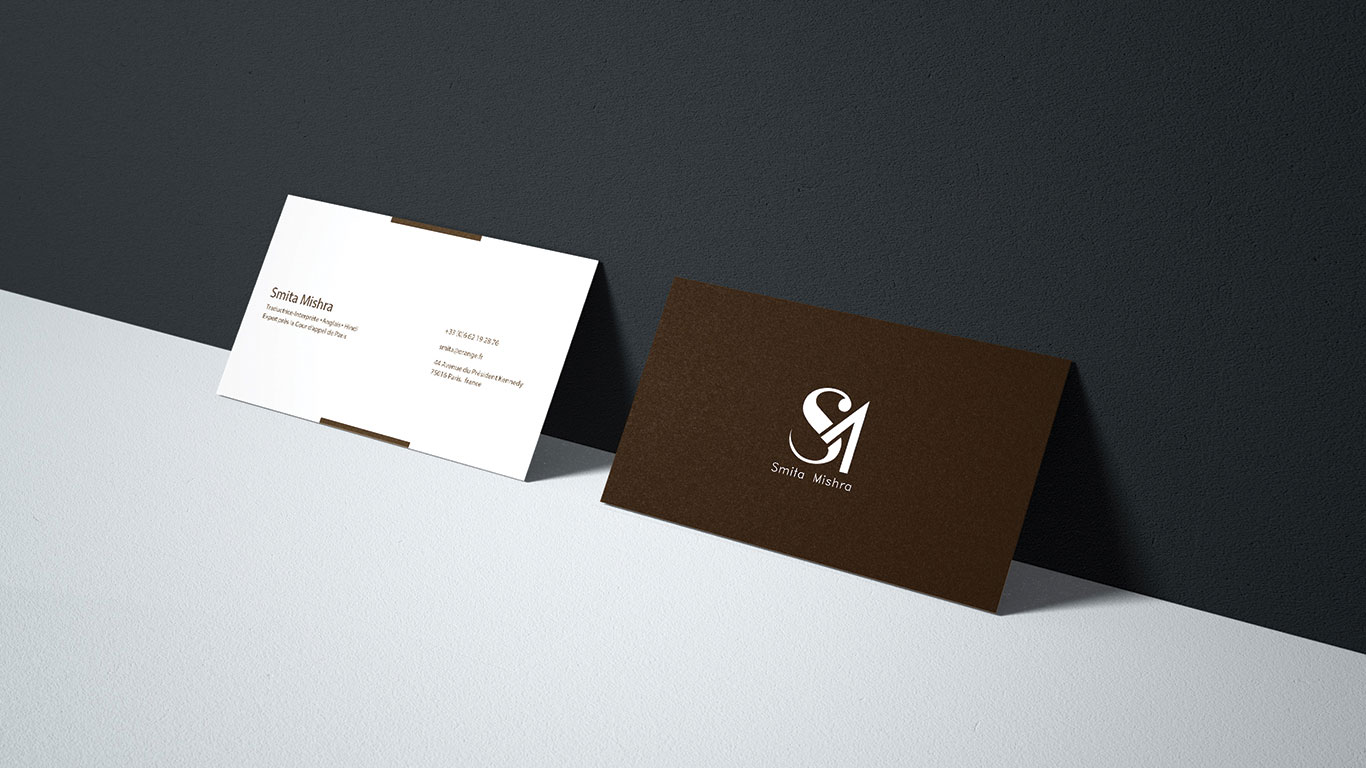 Smita Mishra
Traductrice-Interprète • Anglais • Hindi
Expert près la Cour d'appel de Paris
+33 (0)6 62 19 28 76
smita@orange.fr
44 Avenue du Président Kennedy
75016 Paris, france
SM
Smita Mishra